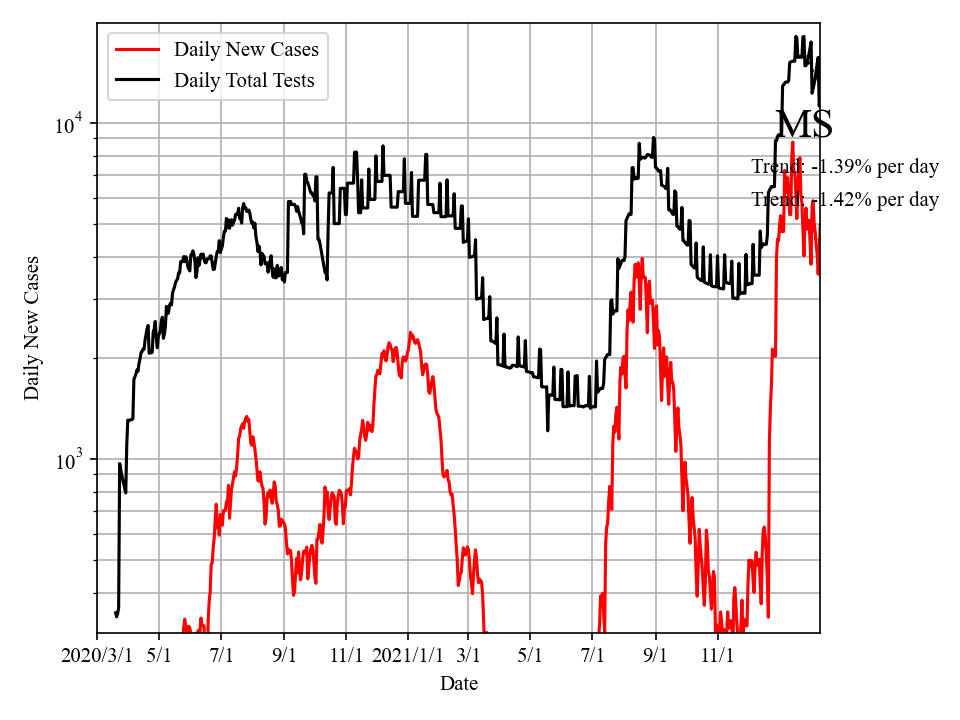 Daily New Cases
Daily Total Tests
10^4
10^3
MS
Trend: -1.39% per day
Trend: -1.42% per day
Daily New Cases
2020/3/1 5/1 7/1 9/1 11/1 2021/1/1 3/1 5/1 7/1 9/1 11/1
Date